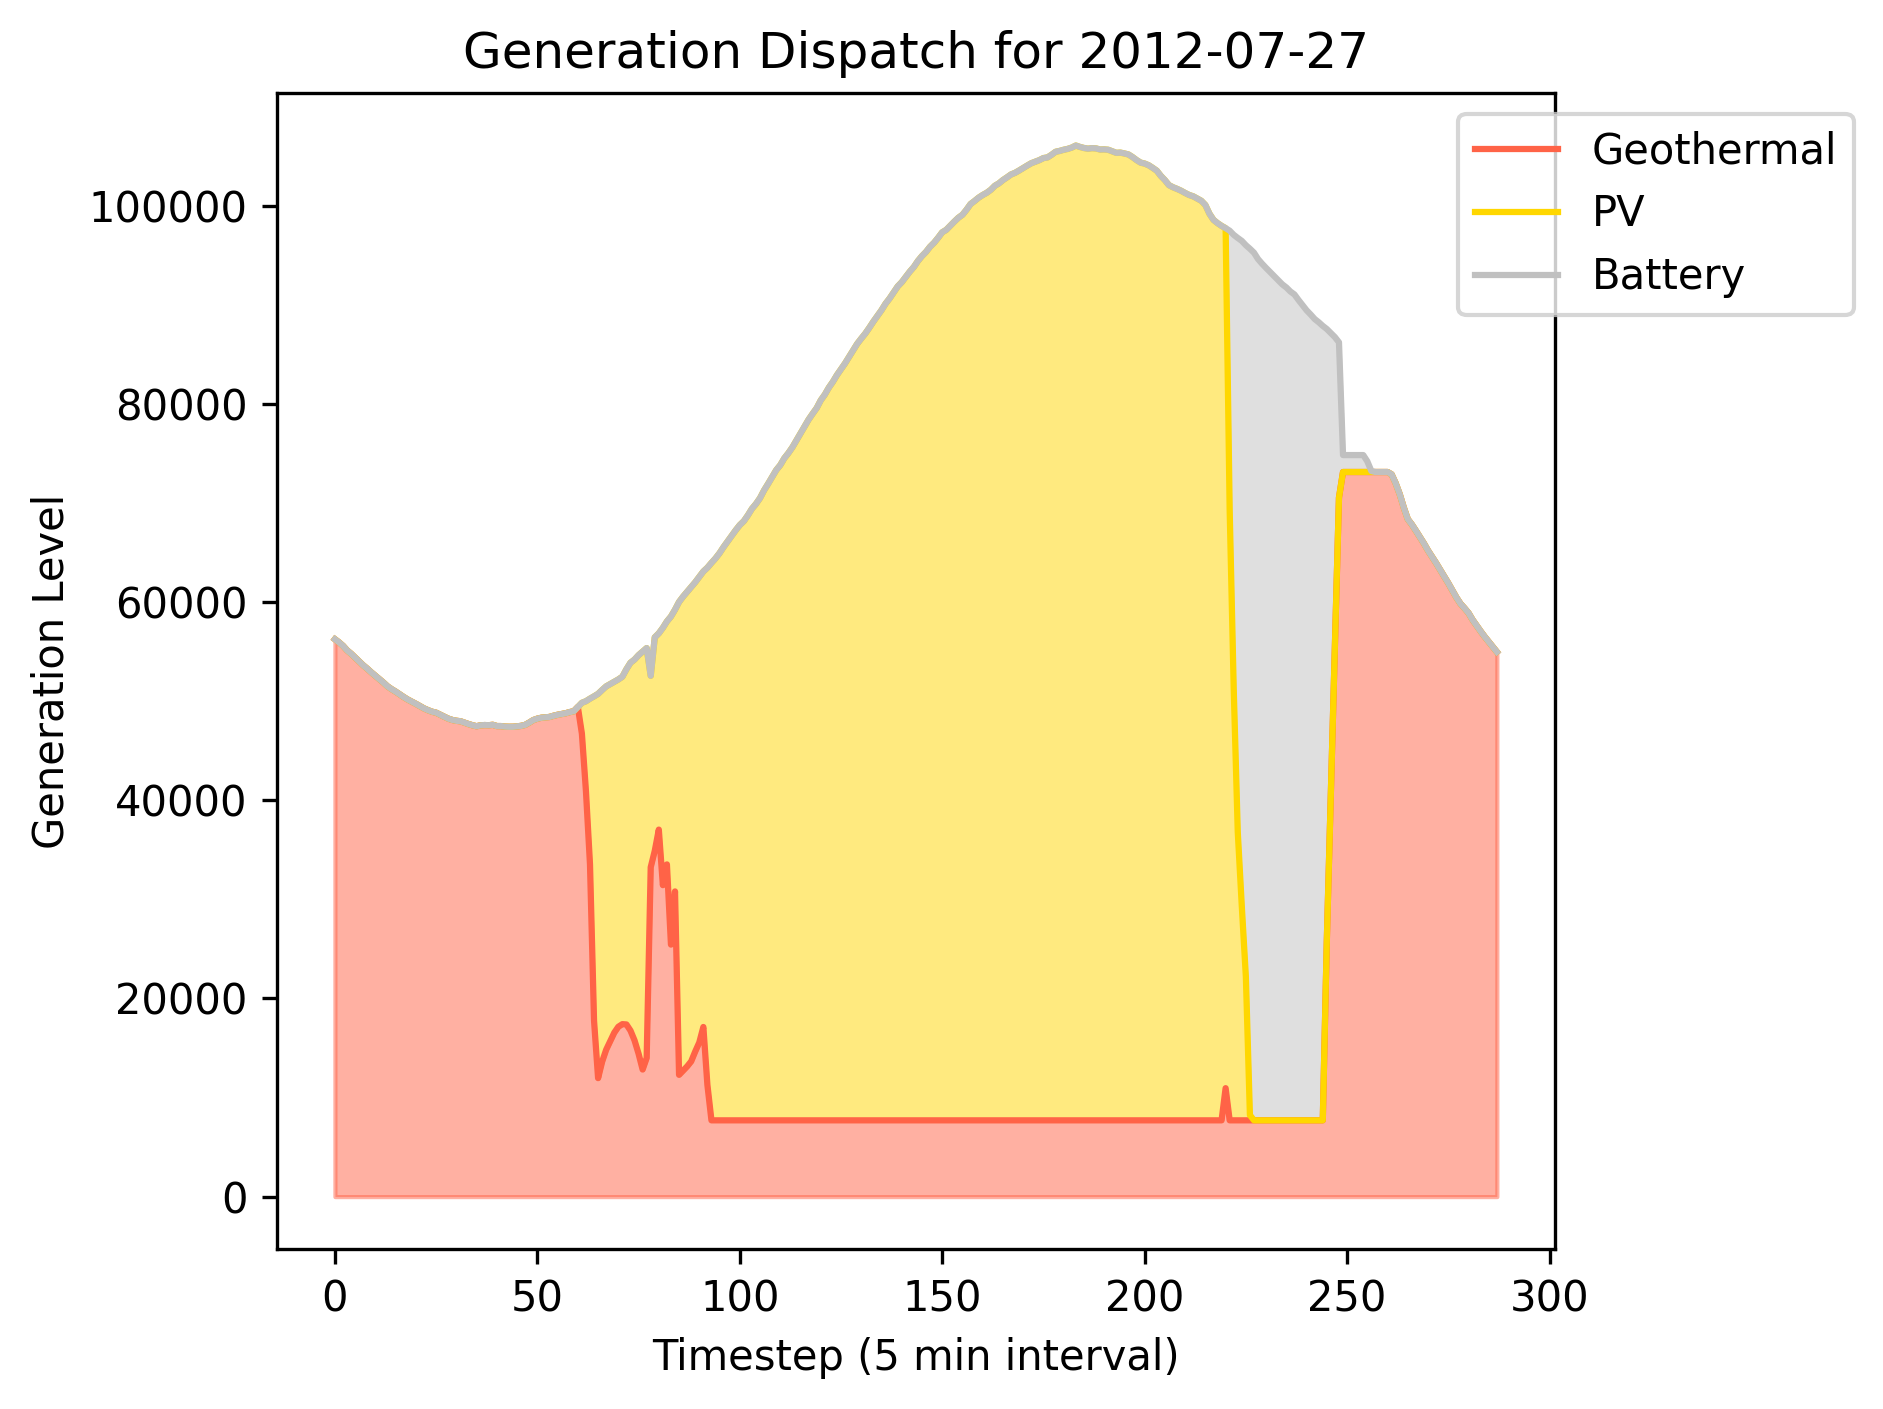 Generation Dispatch for 2012-07-27
Geothermal
PV
Battery
Generation Level
100000
80000
60000
40000
20000
0
0 50 100 150 200 250 300
Timestep (5 min interval)